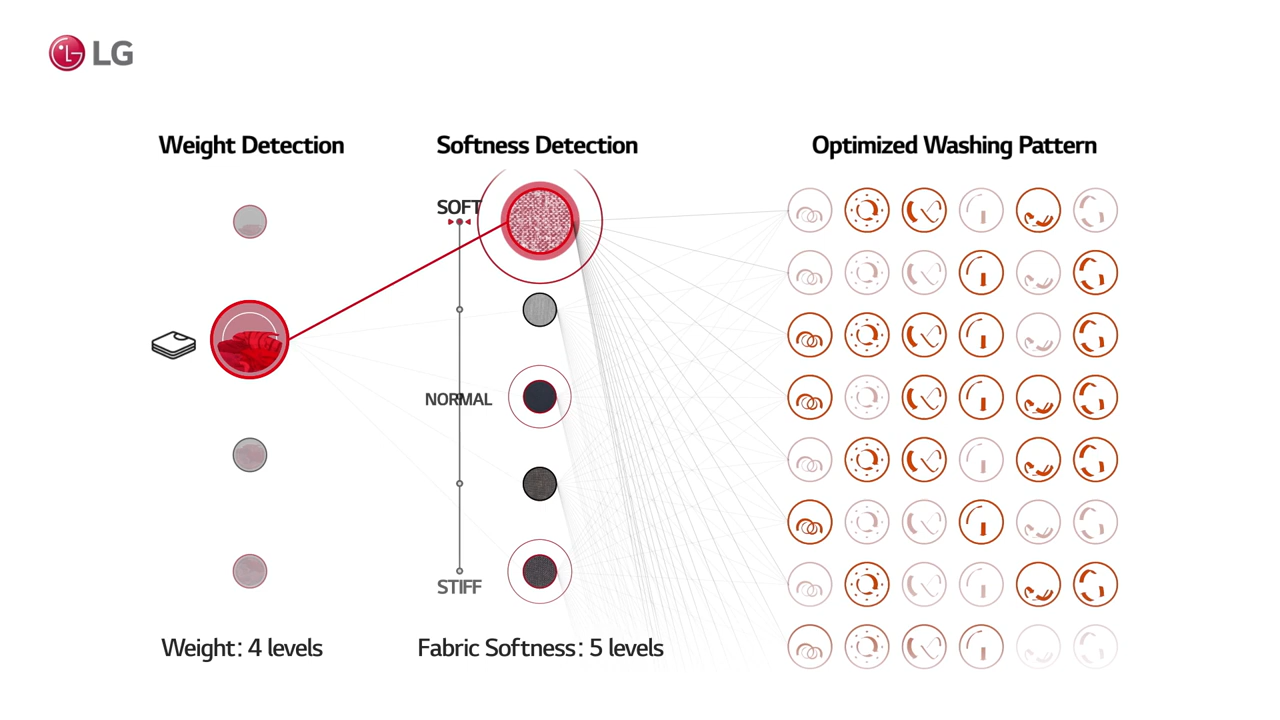 LG
Weight Detection
Softness Detection
Optimized Washing Pattern
SOFT
NORMAL
STIFF
Weight: 4 levels
Fabric Softness: 5 levels